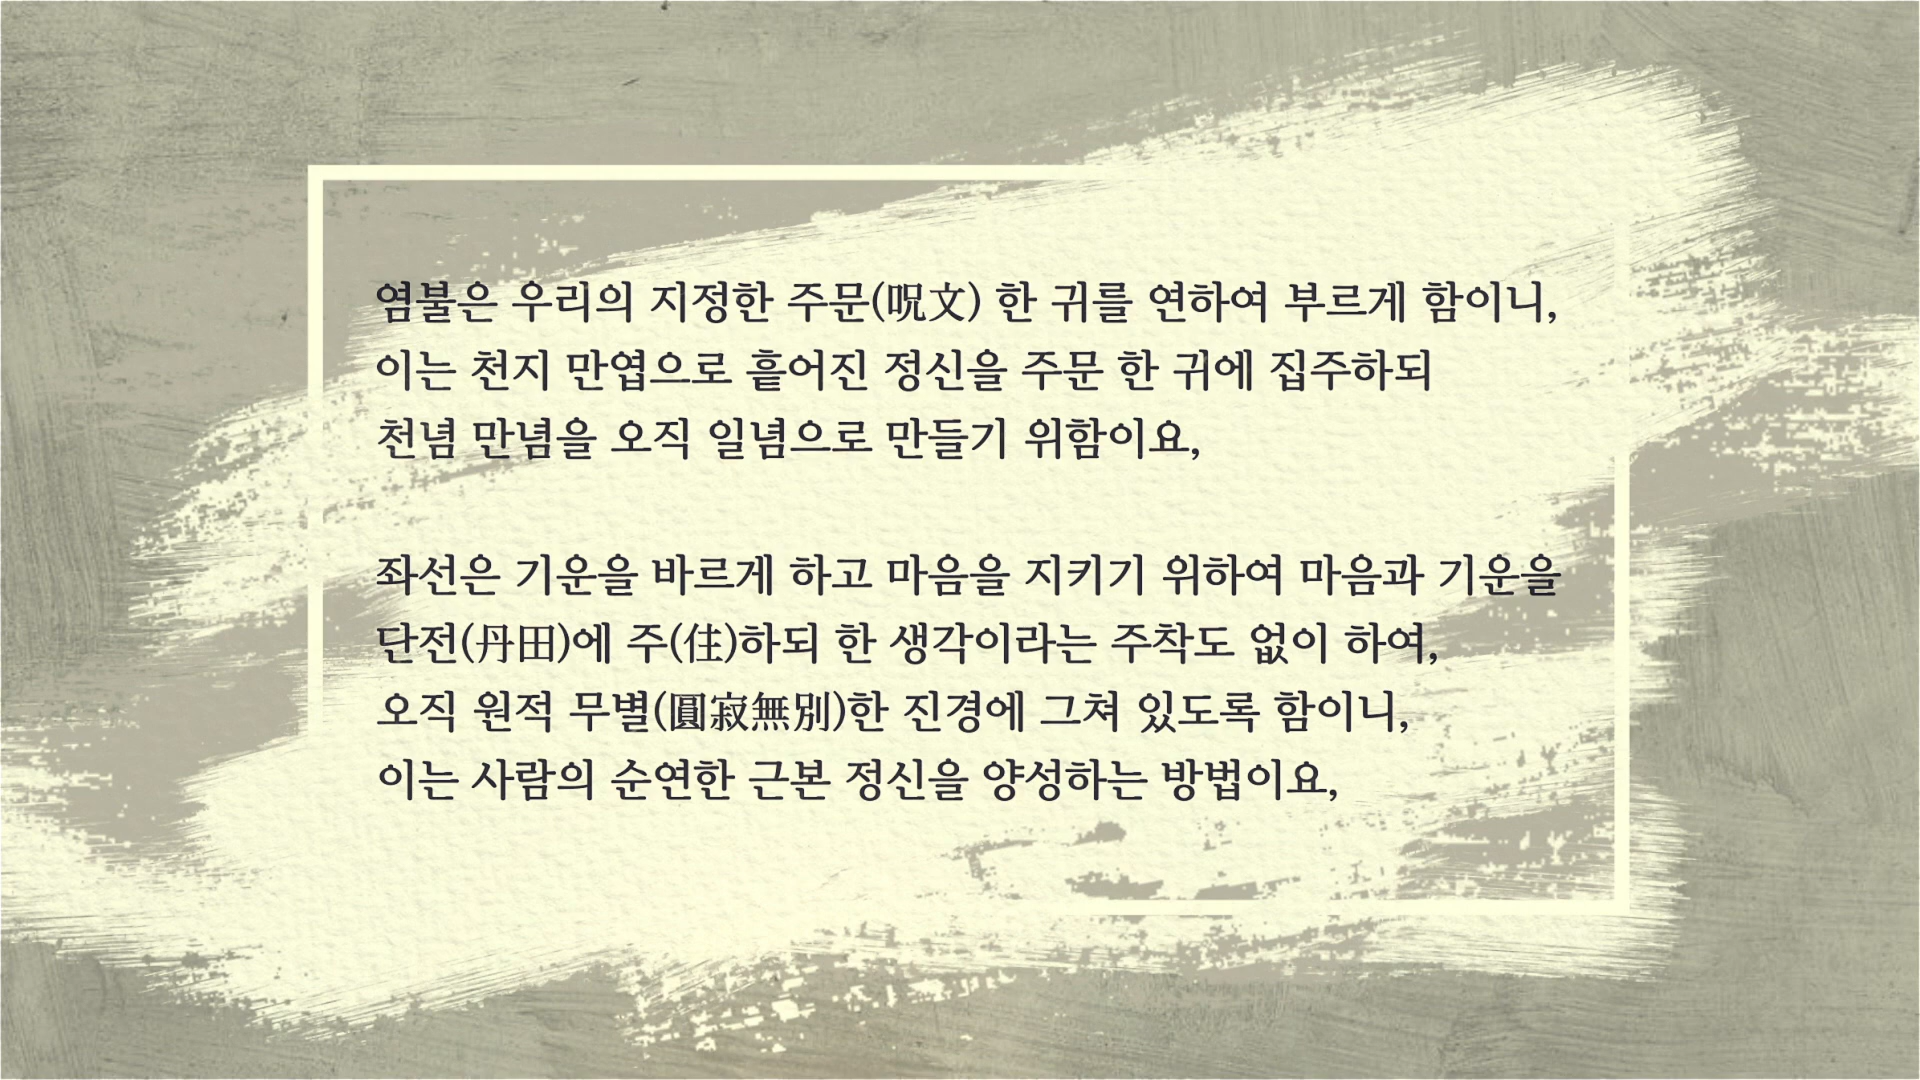 염불은 우리의 지정한 주문(呪文) 한 귀를 연하여 부르게 함이니,
이는 천지 만엽으로 흩어진 정신을 주문 한 귀에 집주하되
천념 만념을 오직 일념으로 만들기 위함이요,
좌선은 기운을 바르게 하고 마음을 지키기 위하여 마음과 기운을
단전(丹田)에 주(住)하되 한 생각이라는 주착도 없이 하여,
오직 원적 무별(圓寂無別)한 진경에 그쳐 있도록 함이니,
이는 사람의 순연한 근본 정신을 양성하는 방법이요,